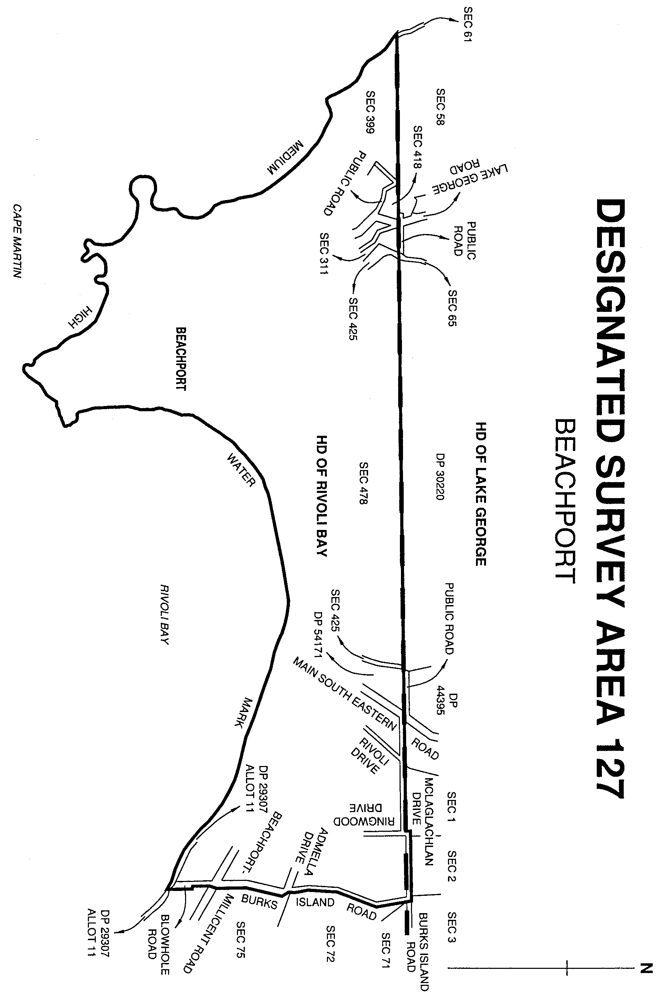 DESIGNATED SURVEY AREA 127
BEACHPORT
N
SEC 61
SEC 58
SEC 399
SEC 418
LAKE GEORGE
ROAD
PUBLIC ROAD
PUBLIC
ROAD
SEC 311
SEC 425
SEC 65
HD OF LAKE GEORGE
DP 30220
SEC 478
HD OF RIVOLI BAY
PUBLIC ROAD
SEC 425
DP 54171
DP
44395
MAIN SOUTH EASTERN
ROAD
RIVOLI
DRIVE
SEC 1
MCLAGLACHLAN
DRIVE
RINGWOOD
DRIVE
SEC 2
SEC 3
BURKS ISLAND
ROAD
SEC 71
SEC 72
SEC 75
BURKS
ISLAND
ROAD
ADMELLA
DRIVE
BEACHPORT-
MILLICENT ROAD
DP 29307
ALLOT 11
BLOWHOLE
ROAD
DP 29307
ALLOT 11
MEDIUM
HIGH
WATER
MARK
BEACHPORT
CAPE MARTIN
RIVOLI BAY